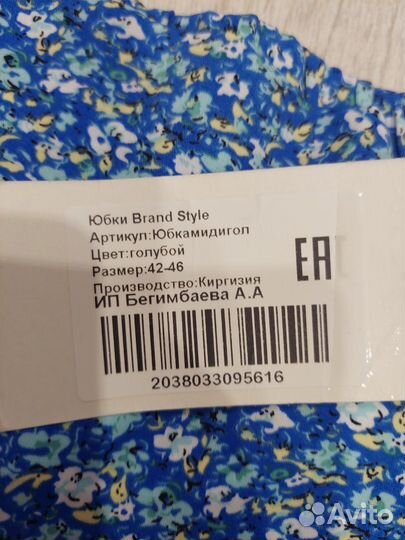 Юбки Brand Style
Артикул:Юбкамидигол
Цвет:голубой
Размер:42-46
Производство:Киргизия
ИП Бегимбаева А.А
EAC
2038033095616
Avito